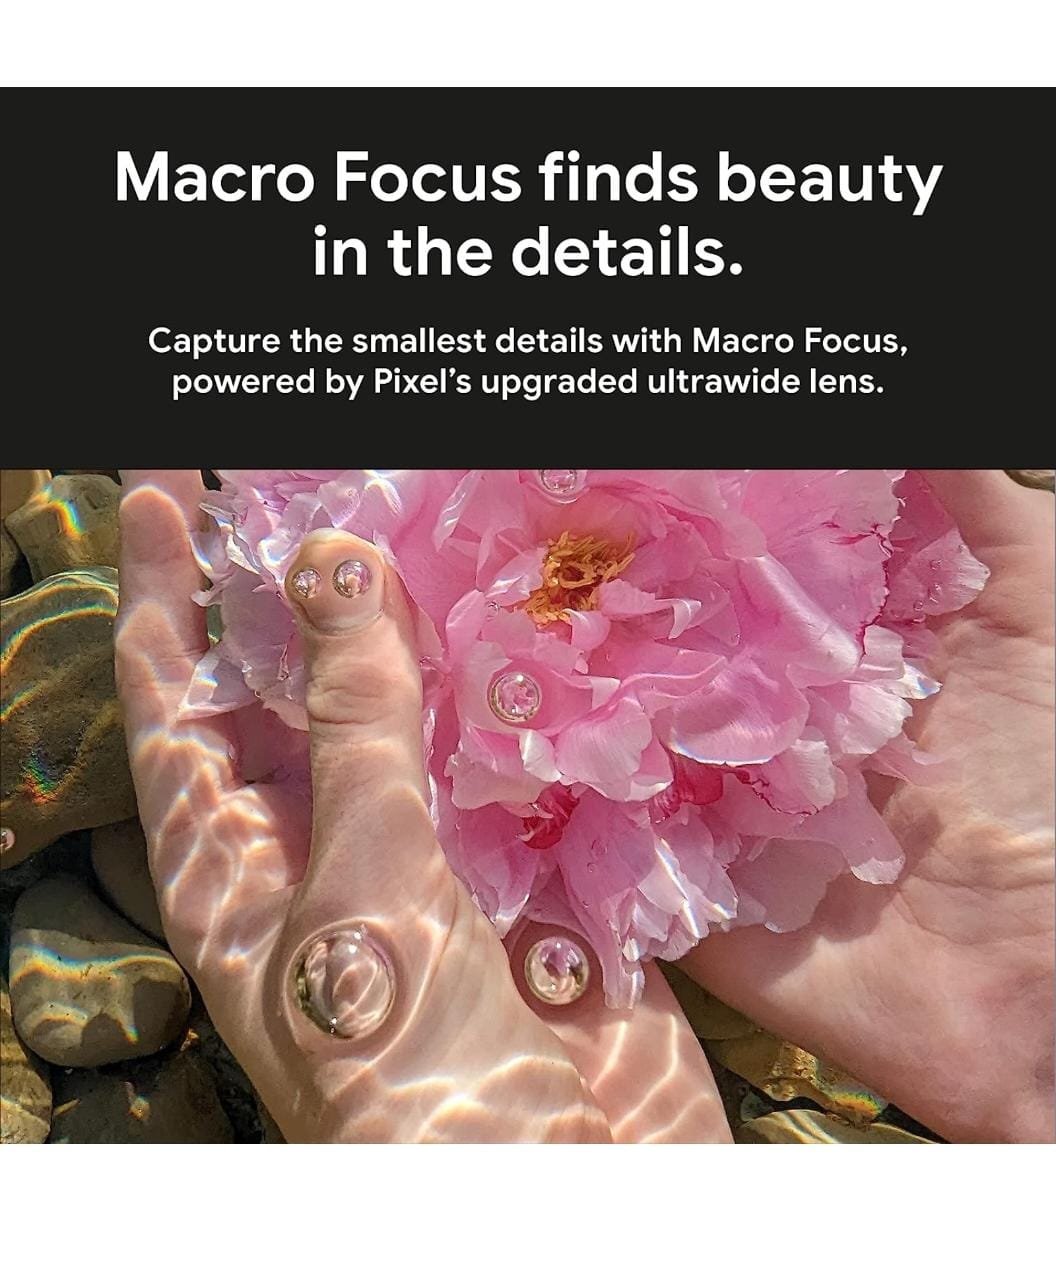 Macro Focus finds beauty
in the details.
Capture the smallest details with Macro Focus,
powered by Pixel’s upgraded ultrawide lens.